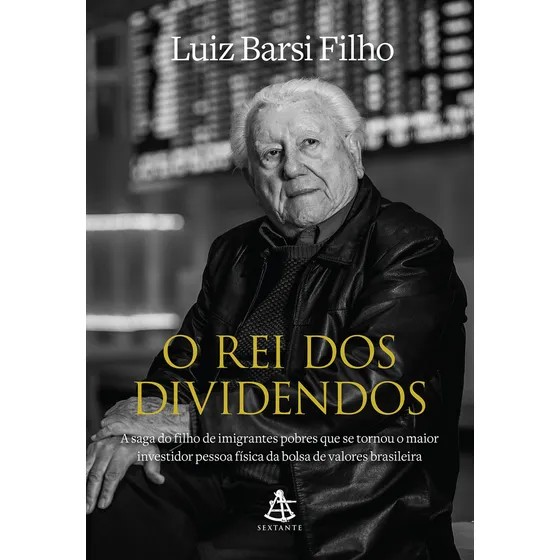 Luiz Barsi Filho
O REI DOS
DIVIDENDOS
A saga do filho de imigrantes pobres que se tornou o maior
investidor pessoa física da bolsa de valores brasileira
SEXTANTE